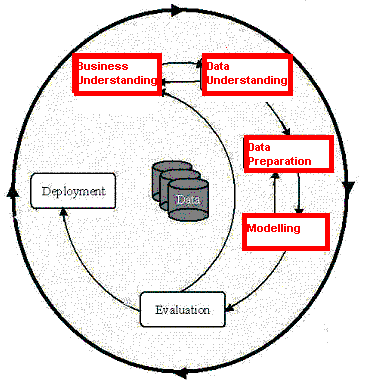 Business
Understanding
Data
Understanding
Data
Preparation
Modelling
Deployment
Data
Evaluation